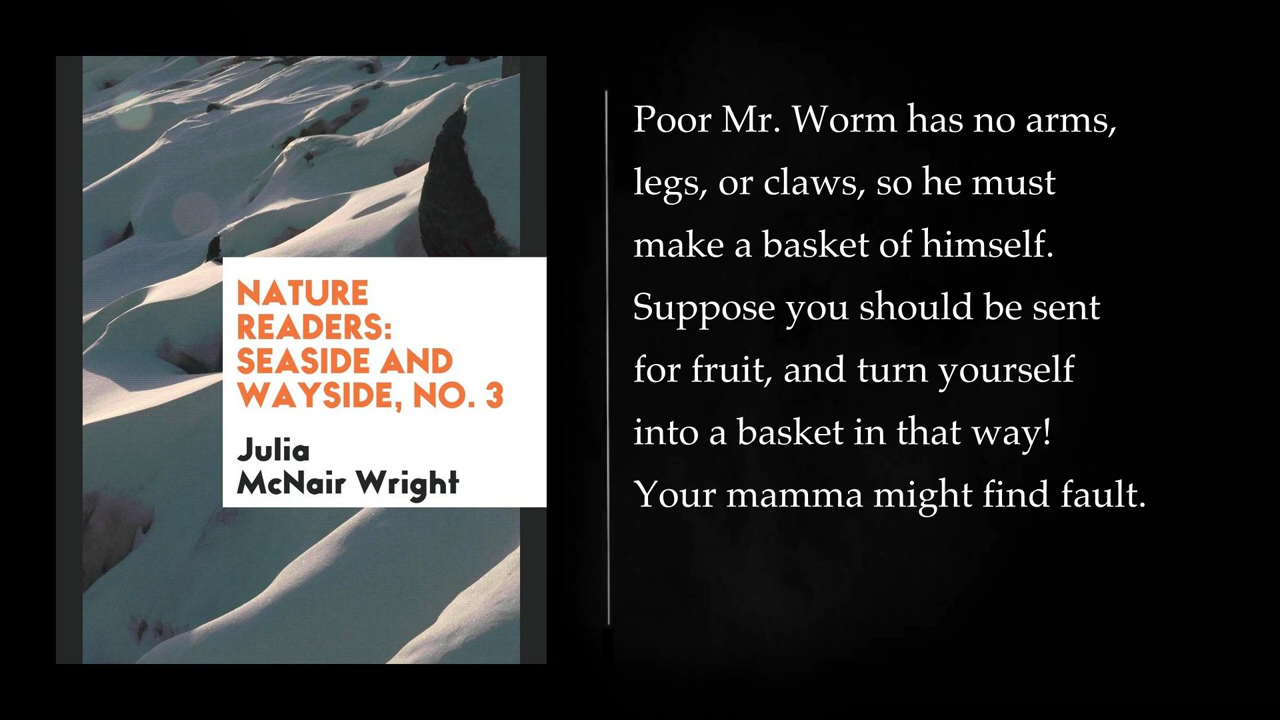 NATURE
READERS:
SEASIDE AND
WAYSIDE, NO. 3
Julia
McNair Wright
Poor Mr. Worm has no arms,
legs, or claws, so he must
make a basket of himself.
Suppose you should be sent
for fruit, and turn yourself
into a basket in that way!
Your mamma might find fault.